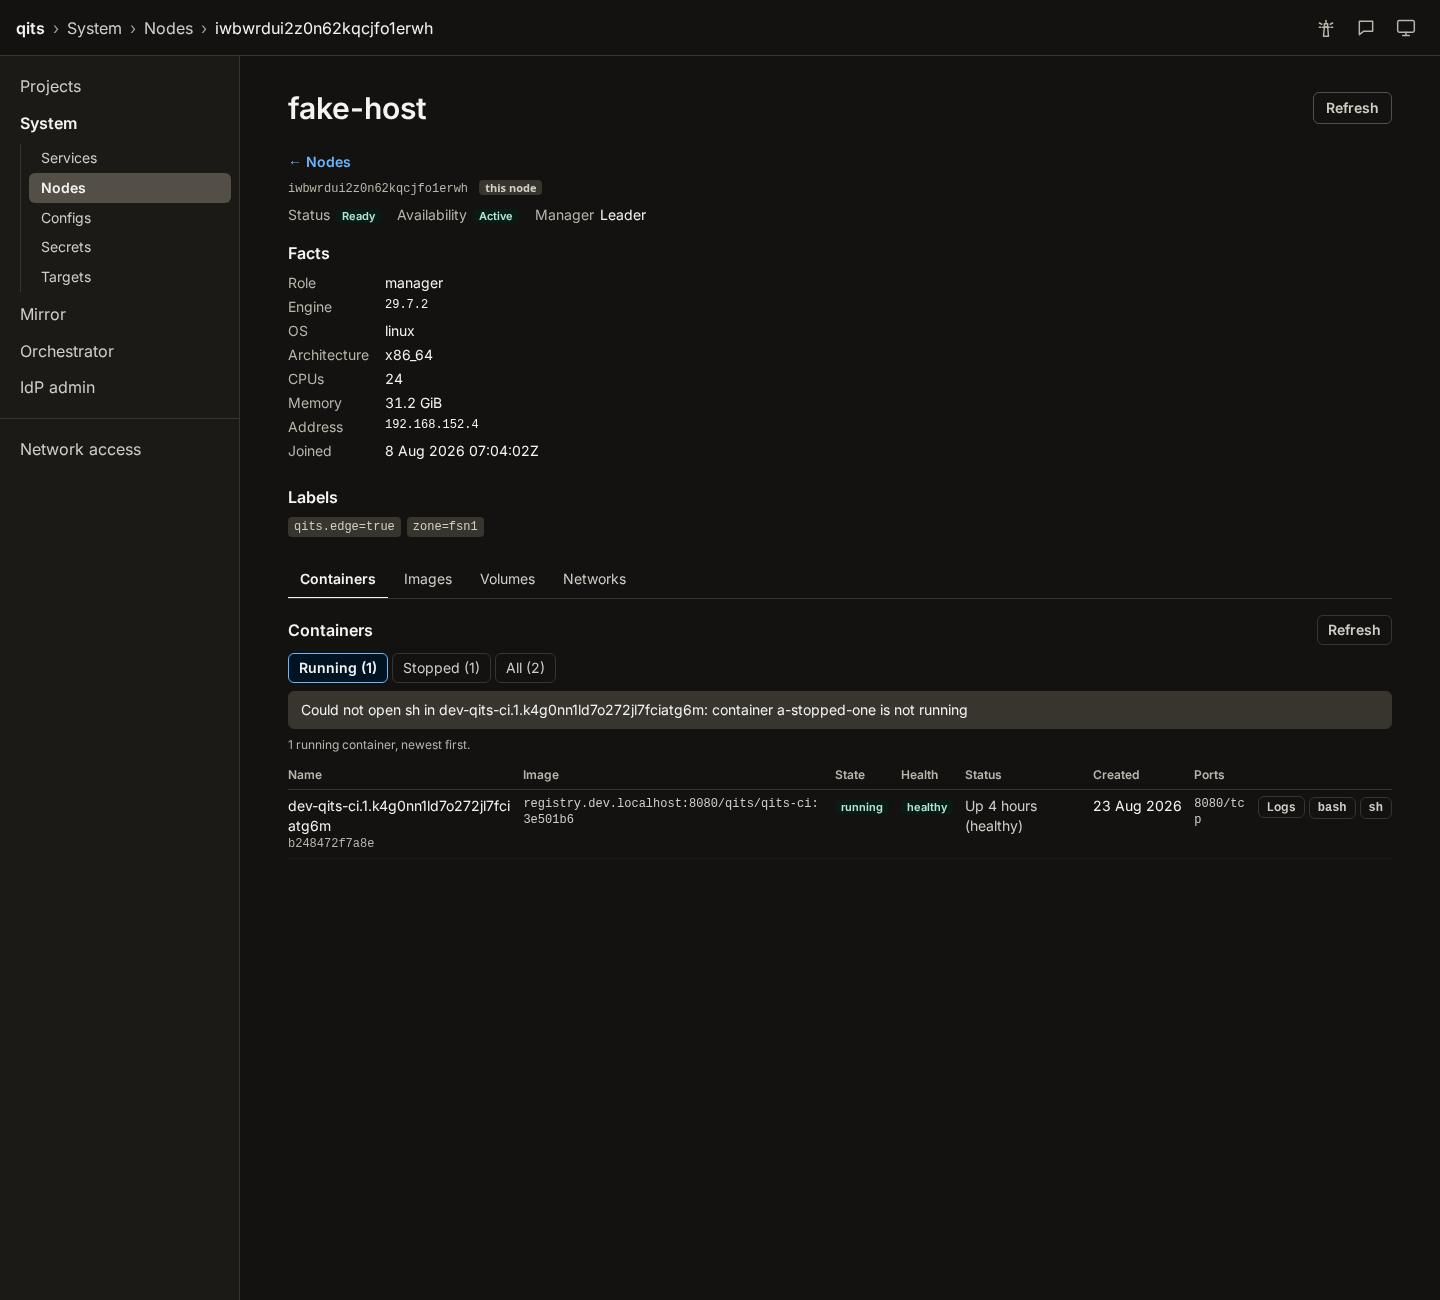 qits › System › Nodes › iwbwrdui2z0n62kqcjfo1erwh
Projects
System
Services
Nodes
Configs
Secrets
Targets
Mirror
Orchestrator
IdP admin
Network access
fake-host
Refresh
← Nodes
iwbwrdui2z0n62kqcjfo1erwh this node
Status Ready Availability Active Manager Leader
Facts
Role manager
Engine 29.7.2
OS linux
Architecture x86_64
CPUs 24
Memory 31.2 GiB
Address 192.168.152.4
Joined 8 Aug 2026 07:04:02Z
Labels
qits.edge=true zone=fsn1
Containers Images Volumes Networks
Containers
Refresh
Running (1) Stopped (1) All (2)
Could not open sh in dev-qits-ci.1.k4g0nn1ld7o272jl7fciatg6m: container a-stopped-one is not running
1 running container, newest first.
Name Image State Health Status Created Ports
dev-qits-ci.1.k4g0nn1ld7o272jl7fci
atg6m
b248472f7a8e
registry.dev.localhost:8080/qits/qits-ci:
3e501b6
running
healthy
Up 4 hours
(healthy)
23 Aug 2026
8080/tc
p
Logs bash sh